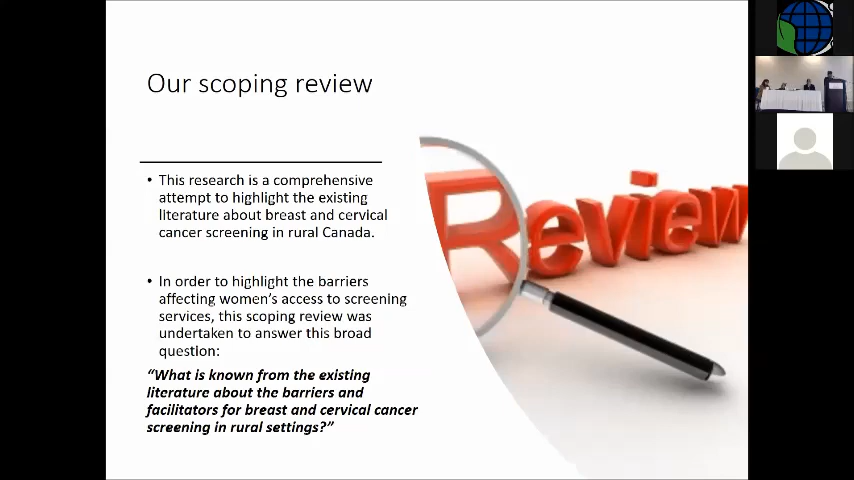 Our scoping review
• This research is a comprehensive
attempt to highlight the existing
literature about breast and cervical
cancer screening in rural Canada.
• In order to highlight the barriers
affecting women's access to screening
services, this scoping review was
undertaken to answer this broad
question:
"What is known from the existing
literature about the barriers and
facilitators for breast and cervical cancer
screening in rural settings?"
Review